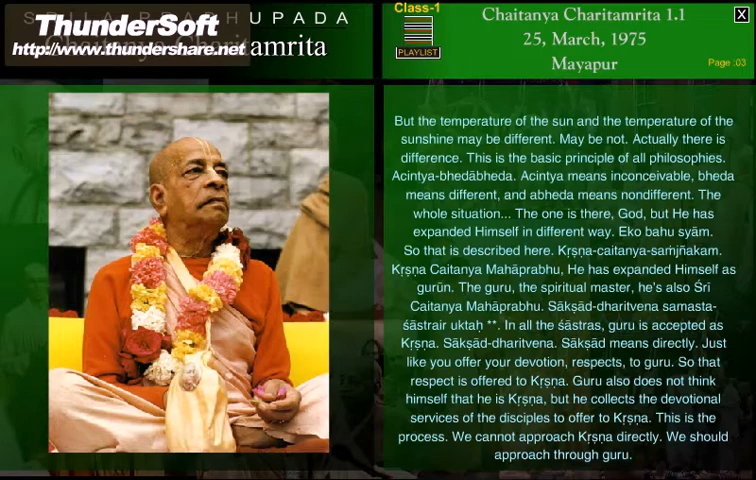 SRILA PRABHUPADA
ThunderSoft
http://www.thundershare.net
Chaitanya Charitamrita
Class-1
PLAYLIST
Chaitanya Charitamrita 1.1
25, March, 1975
Mayapur
X
Page :03
But the temperature of the sun and the temperature of the
sunshine may be different. May be not. Actually there is
difference. This is the basic principle of all philosophies.
Acintya-bhedābheda. Acintya means inconceivable, bheda
means different, and abheda means nondifferent. The
whole situation... The one is there, God, but He has
expanded Himself in different way. Eko bahu syām.
So that is described here. Kṛṣṇa-caitanya-saṁjñakam.
Kṛṣṇa Caitanya Mahāprabhu, He has expanded Himself as
gurūn. The guru, the spiritual master, he's also Śrī
Caitanya Mahāprabhu. Sākṣād-dharitvena samasta-
śāstrair uktaḥ **. In all the śāstras, guru is accepted as
Kṛṣṇa. Sākṣād-dharitvena. Sākṣād means directly. Just
like you offer your devotion, respects, to guru. So that
respect is offered to Kṛṣṇa. Guru also does not think
himself that he is Kṛṣṇa, but he collects the devotional
services of the disciples to offer to Kṛṣṇa. This is the
process. We cannot approach Kṛṣṇa directly. We should
approach through guru.